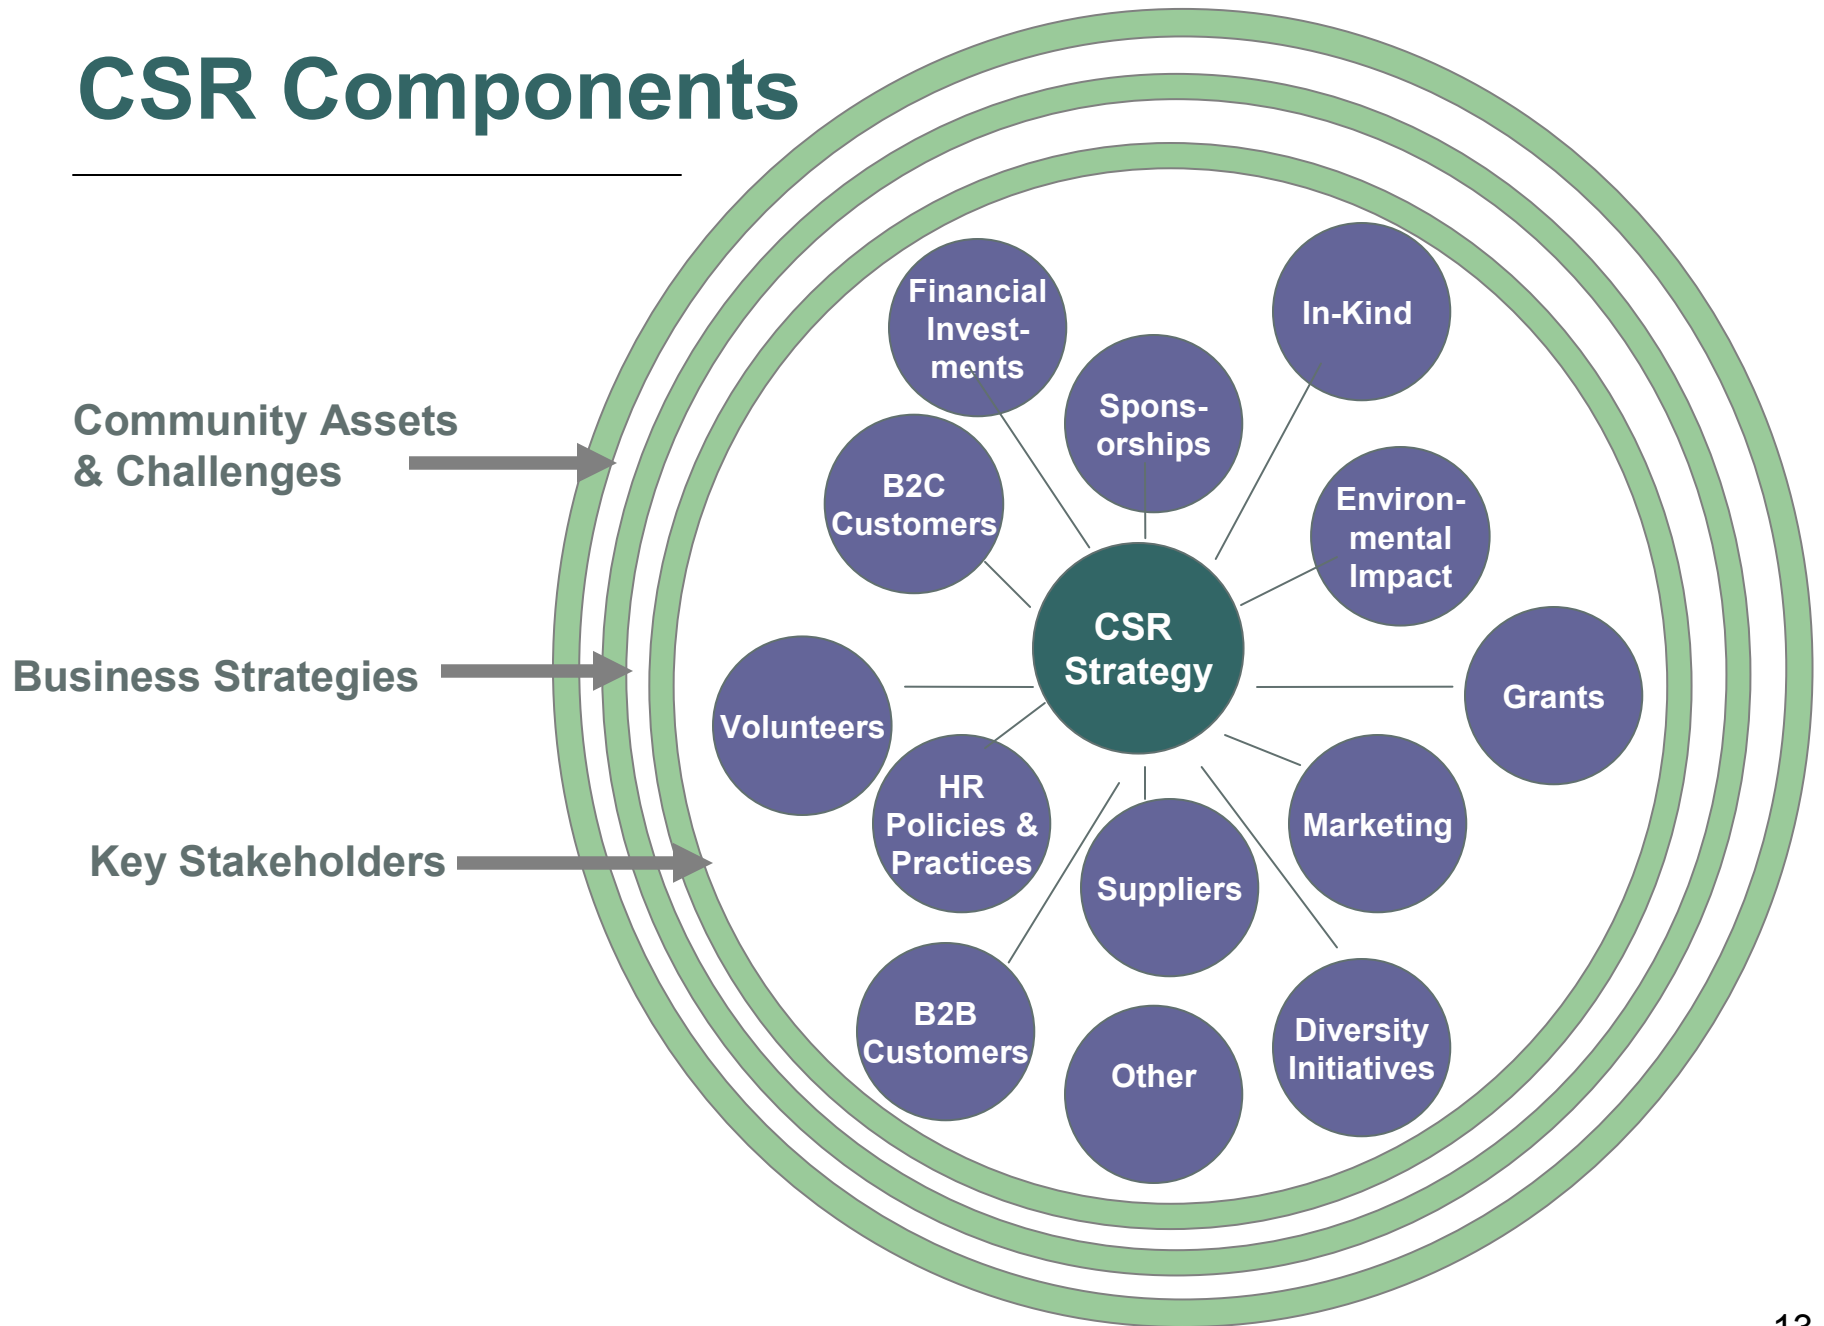 CSR Components
Financial
Invest-
ments
In-Kind
Spons-
orships
B2C
Customers
Environ-
mental
Impact
Community Assets
& Challenges
CSR
Strategy
Business Strategies
Volunteers
Grants
HR
Policies &
Practices
Marketing
Key Stakeholders
Suppliers
B2B
Customers
Other
Diversity
Initiatives